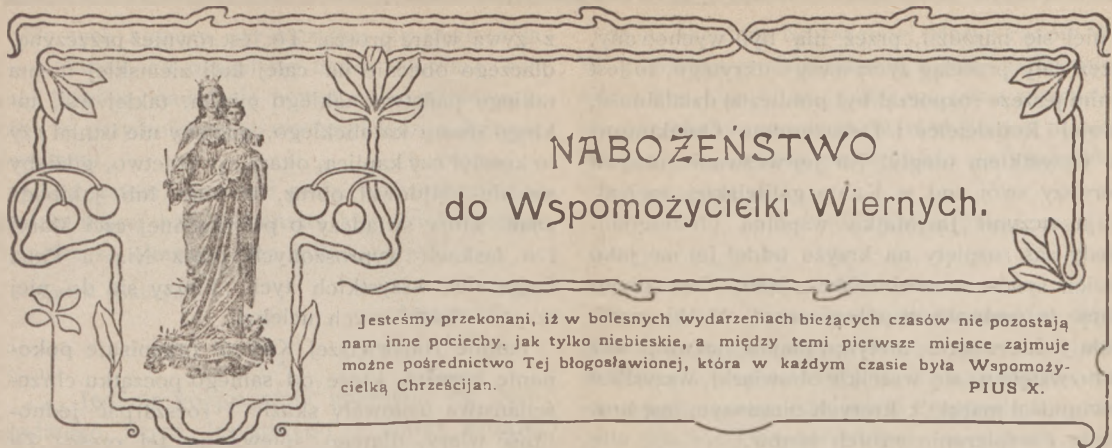 NABOŻEŃSTWO
do Wspomożycielki Wiernych.
Jesteśmy przekonani, iż w bolesnych wydarzeniach bieżących czasów nie pozostają
nam inne pociechy, jak tylko niebieskie, a między temi pierwsze miejsce zajmuje
możne pośrednictwo Tej błogosławionej, która w każdym czasie była Wspomoży-
cielką Chrześcijan.
PIUS X.